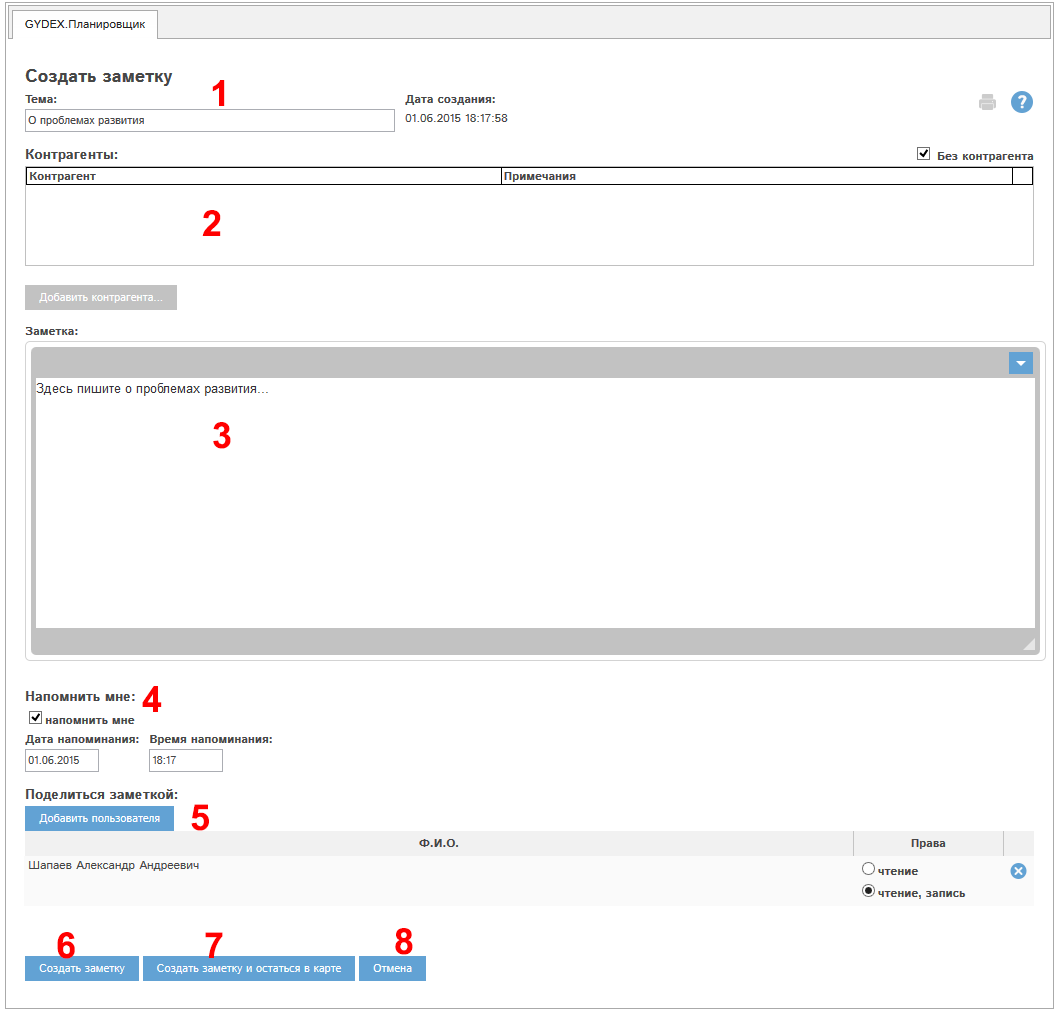 GYDEX.Планировщик
Создать заметку
1
Тема:
Дата создания:
О проблемах развития
01.06.2015 18:17:58
?
Контрагенты:
Без контрагента
Контрагент
Примечания
2
Добавить контрагента...
Заметка:
Здесь пишите о проблемах развития...
3
Напомнить мне:
4
напомнить мне
Дата напоминания:
Время напоминания:
01.06.2015
18:17
Поделиться заметкой:
Добавить пользователя
5
Ф.И.О.
Права
Шапаев Александр Андреевич
чтение
чтение, запись
6
7
8
Создать заметку
Создать заметку и остаться в карте
Отмена